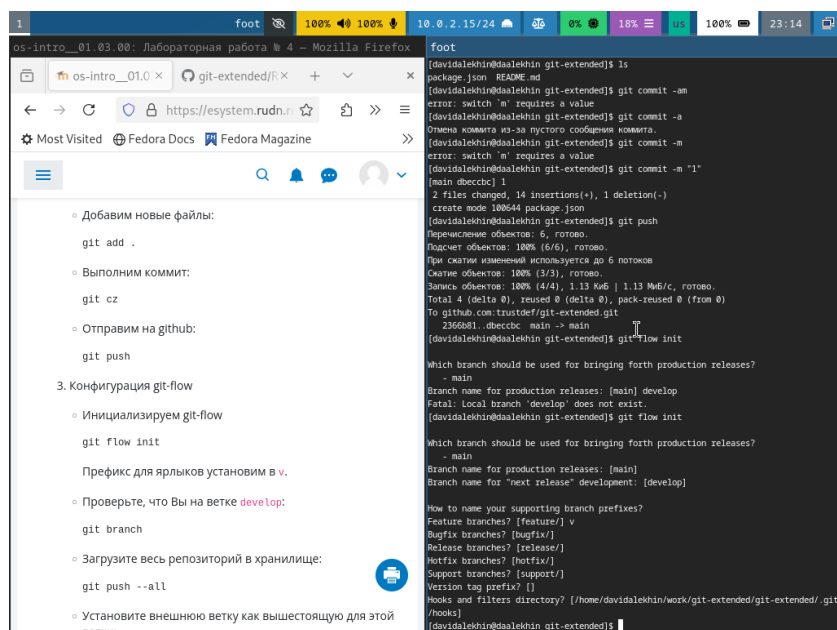 1
foot
100%
100%
10.0.2.15/24
0%
18%
us
100%
23:14
os-intro__01.03.00: Лабораторная работа № 4 — Mozilla Firefox
os-intro__01.0
git-extended/R
https://esystem.rudn.r
Most Visited
Fedora Docs
Fedora Magazine
Добавим новые файлы:
git add .
Выполним коммит:
git cz
Отправим на github:
git push
3. Конфигурация git-flow
Инициализируем git-flow
git flow init
Префикс для ярлыков установим в v.
Проверьте, что Вы на ветке develop:
git branch
Загрузите весь репозиторий в хранилище:
git push --all
Установите внешнюю ветку как вышестоящую для этой
foot
[davidalekhin@daalekhin git-extended]$ ls
package.json README.md
[davidalekhin@daalekhin git-extended]$ git commit -am
error: switch `m' requires a value
[davidalekhin@daalekhin git-extended]$ git commit -a
Отмена коммита из-за пустого сообщения коммита.
[davidalekhin@daalekhin git-extended]$ git commit -m
error: switch `m' requires a value
[davidalekhin@daalekhin git-extended]$ git commit -m "1"
[main dbeccbc] 1
2 files changed, 14 insertions(+), 1 deletion(-)
create mode 100644 package.json
[davidalekhin@daalekhin git-extended]$ git push
Перечисление объектов: 6, готово.
Подсчет объектов: 100% (6/6), готово.
При сжатии изменений используется до 6 потоков
Сжатие объектов: 100% (3/3), готово.
Запись объектов: 100% (4/4), 1.13 КиБ | 1.13 МиБ/с, готово.
Total 4 (delta 0), reused 0 (delta 0), pack-reused 0 (from 0)
To github.com:trustdef/git-extended.git
2366b81..dbeccbc main -> main
[davidalekhin@daalekhin git-extended]$ git flow init
Which branch should be used for bringing forth production releases?
- main
Branch name for production releases: [main] develop
Fatal: Local branch 'develop' does not exist.
[davidalekhin@daalekhin git-extended]$ git flow init
Which branch should be used for bringing forth production releases?
- main
Branch name for production releases: [main]
Branch name for "next release" development: [develop]
How to name your supporting branch prefixes?
Feature branches? [feature/] v
Bugfix branches? [bugfix/]
Release branches? [release/]
Hotfix branches? [hotfix/]
Support branches? [support/]
Version tag prefix? []
Hooks and filters directory? [/home/davidalekhin/work/git-extended/git-extended/.git
/hooks]
[davidalekhin@daalekhin git-extended]$